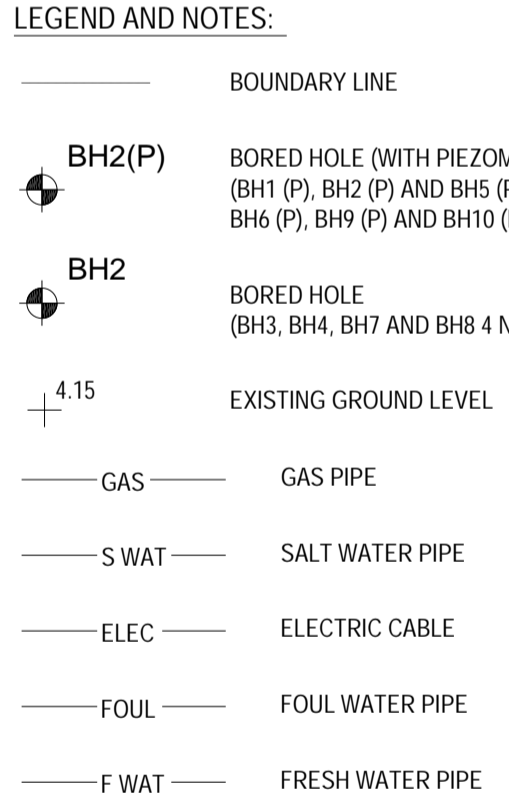 LEGEND AND NOTES:
BOUNDARY LINE
BH2(P)
BORED HOLE (WITH
(BH1 (P), BH2 (P) AND BH5
BH6 (P), BH9 (P) AND BH10
BH2
BORED HOLE
(BH3, BH4, BH7 AND BH8 4
4.15
EXISTING GROUND LEVEL
GAS GAS PIPE
S WAT SALT WATER PIPE
ELEC ELECTRIC CABLE
FOUL FOUL WATER PIPE
F WAT FRESH WATER PIPE